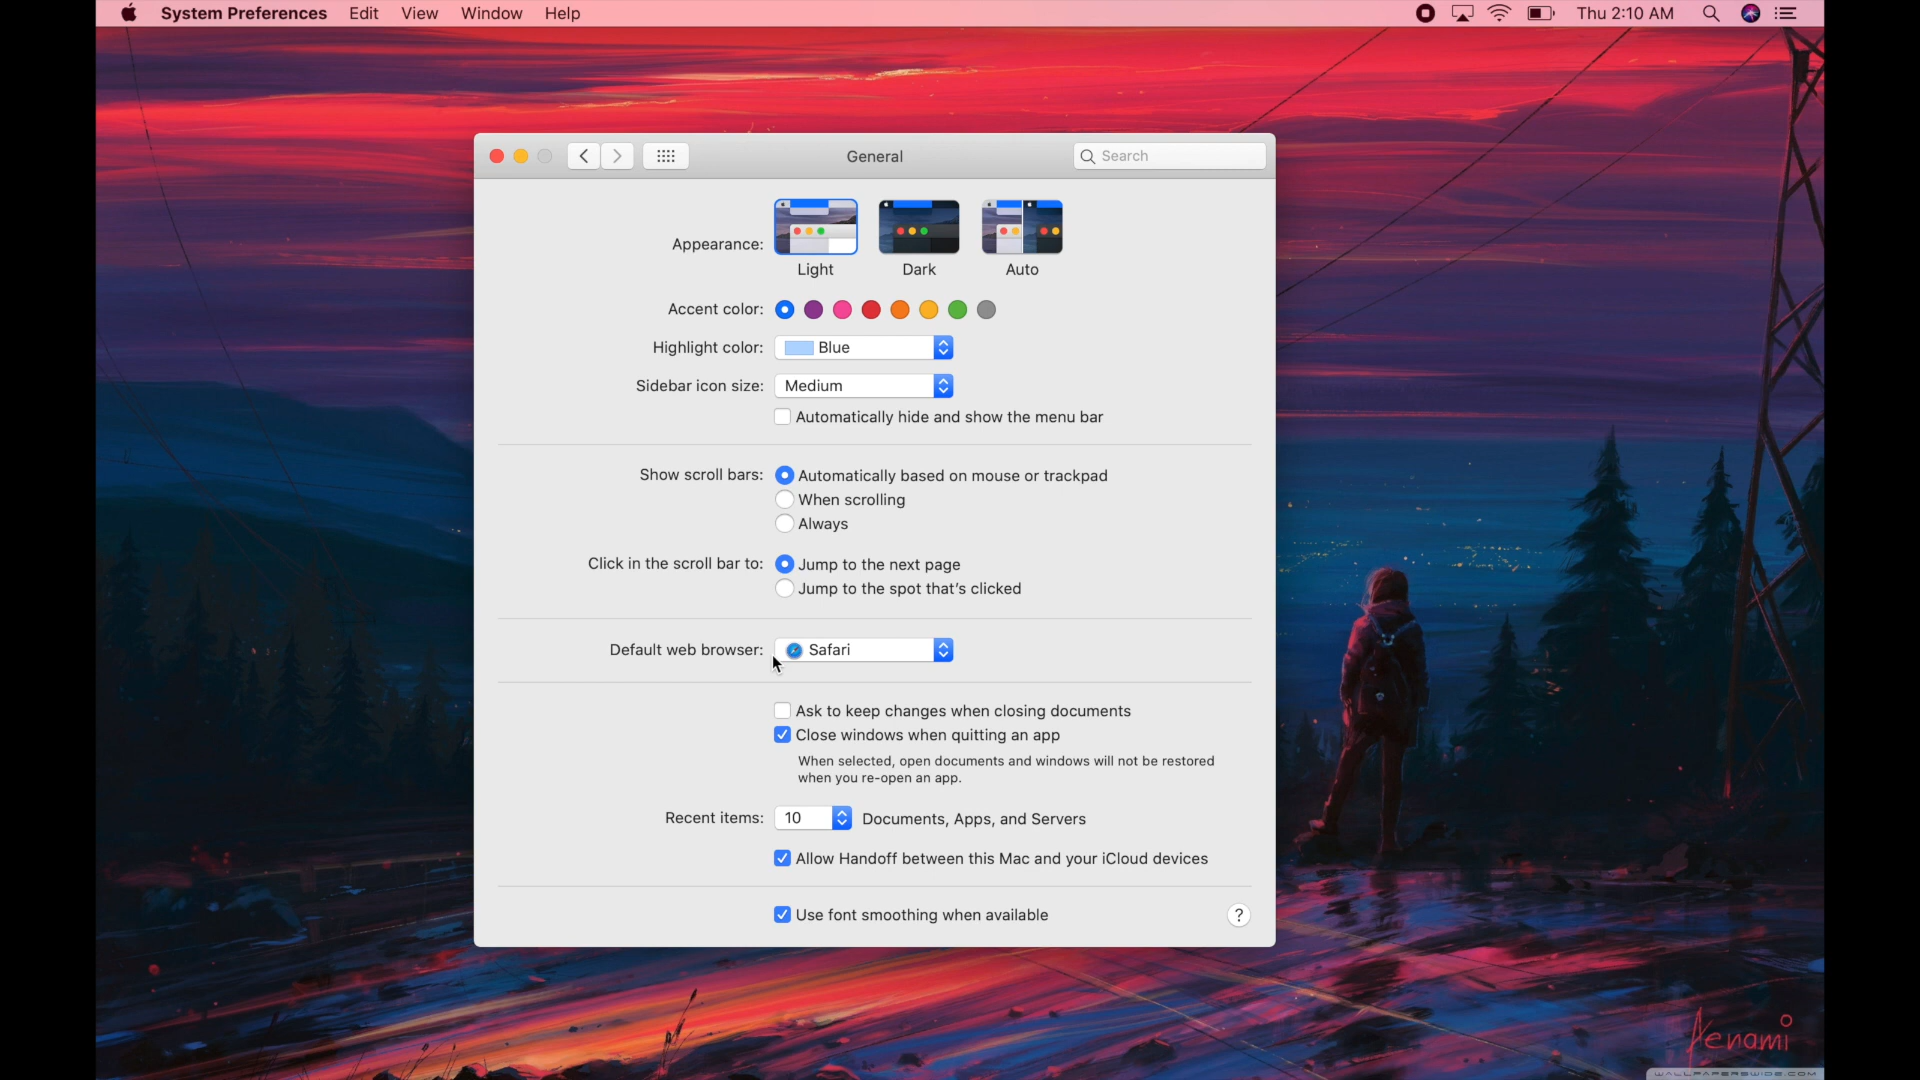 System Preferences Edit View Window Help Thu 2:10 AM
General
Search
Appearance:
Light Dark Auto
Accent color:
Highlight color: Blue
Sidebar icon size: Medium
Automatically hide and show the menu bar
Show scroll bars: Automatically based on mouse or trackpad
When scrolling
Always
Click in the scroll bar to: Jump to the next page
Jump to the spot that's clicked
Default web browser: Safari
Ask to keep changes when closing documents
Close windows when quitting an app
When selected, open documents and windows will not be restored
when you re-open an app.
Recent items: 10 Documents, Apps, and Servers
Allow Handoff between this Mac and your iCloud devices
Use font smoothing when available ?
Aenami
WALLPAPERSWIDE.COM